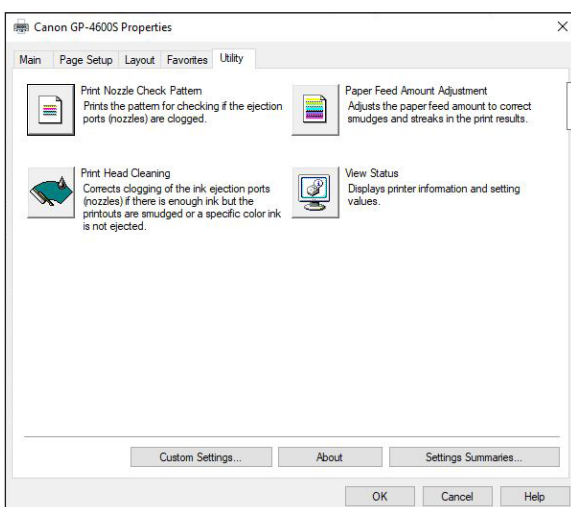 Canon GP-4600S Properties
Main Page Setup Layout Favorites Utility
Print Nozzle Check Pattern
Prints the pattern for checking if the ejection
ports (nozzles) are clogged.
Paper Feed Amount Adjustment
Adjusts the paper feed amount to correct
smudges and streaks in the print results.
Print Head Cleaning
Corrects clogging of the ink ejection ports
(nozzles) if there is enough ink but the
printouts are smudged or a specific color ink
is not ejected.
View Status
Displays printer information and setting
values.
Custom Settings... About Settings Summaries...
OK Cancel Help